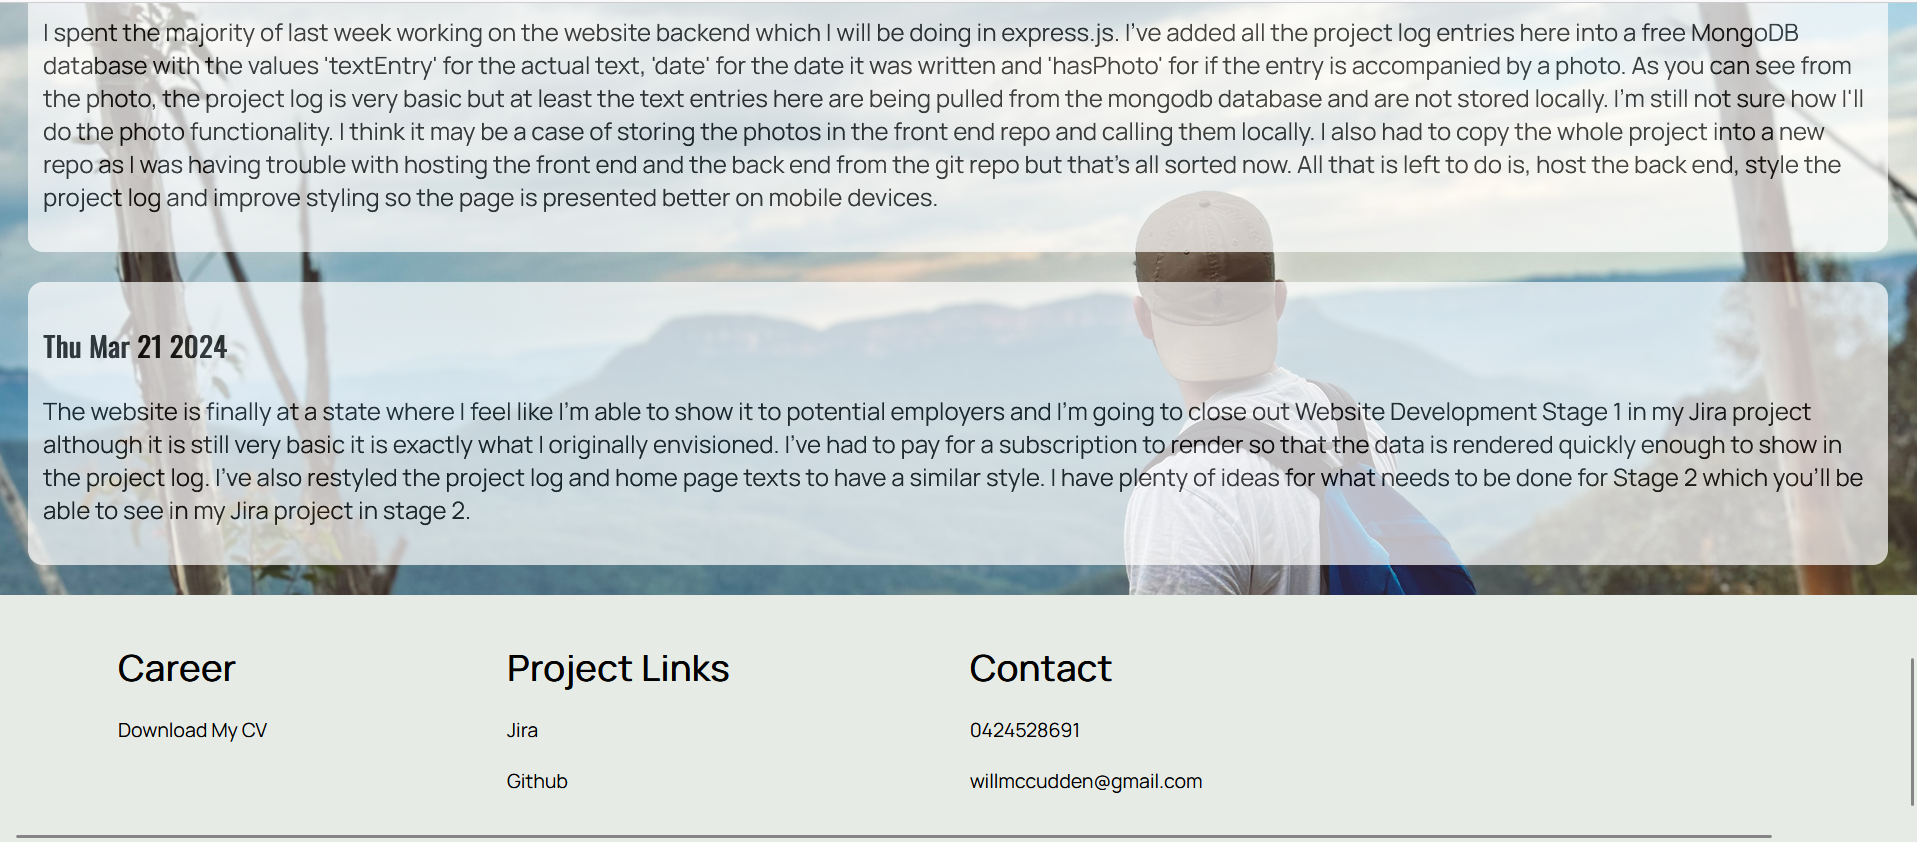 I spent the majority of last week working on the website backend which I will be doing in express.js. I've added all the project log entries here into a free MongoDB
database with the values 'textEntry' for the actual text, 'date' for the date it was written and 'hasPhoto' for if the entry is accompanied by a photo. As you can see from
the photo, the project log is very basic but at least the text entries here are being pulled from the mongodb database and are not stored locally. I'm still not sure how I'll
do the photo functionality. I think it may be a case of storing the photos in the front end repo and calling them locally. I also had to copy the whole project into a new
repo as I was having trouble with hosting the front end and the back end from the git repo but that's all sorted now. All that is left to do is, host the back end, style the
project log and improve styling so the page is presented better on mobile devices.
Thu Mar 21 2024
The website is finally at a state where I feel like I'm able to show it to potential employers and I'm going to close out Website Development Stage 1 in my Jira project
although it is still very basic it is exactly what I originally envisioned. I've had to pay for a subscription to render so that the data is rendered quickly enough to show in
the project log. I've also restyled the project log and home page texts to have a similar style. I have plenty of ideas for what needs to be done for Stage 2 which you'll be
able to see in my Jira project in stage 2.
Career
Download My CV
Project Links
Jira
Github
Contact
0424528691
willmccudden@gmail.com